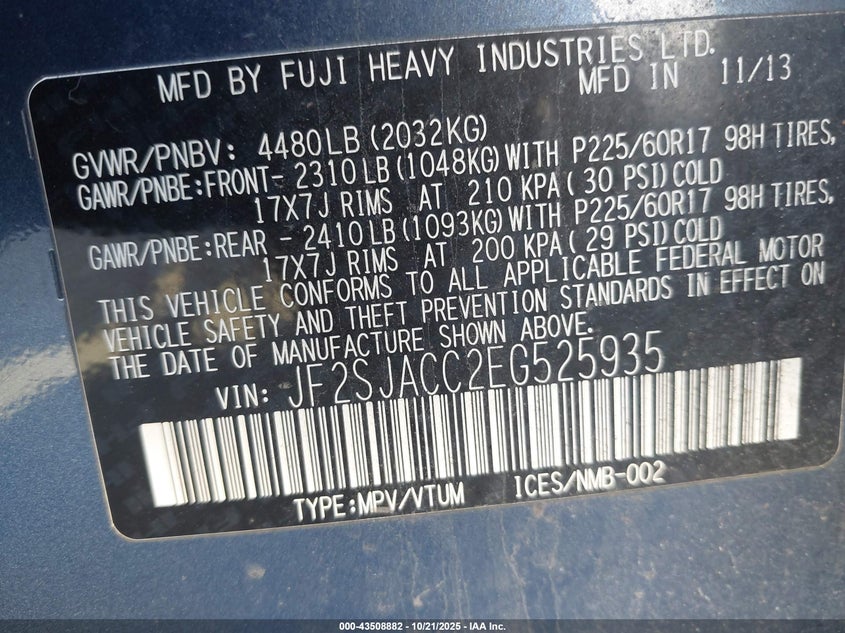 MFD BY FUJI HEAVY INDUSTRIES LTD.
MFD IN 11/13
GVWR/PNBV: 4480LB(2032KG)
GAWR/PNBE:FRONT- 2310LB(1048KG)WITH P225/60R17 98H TIRES,
17X7J RIMS AT 210 KPA(30 PSI)COLD
GAWR/PNBE:REAR - 2410LB(1093KG)WITH P225/60R17 98H TIRES,
17X7J RIMS AT 200 KPA(29 PSI)COLD
THIS VEHICLE CONFORMS TO ALL APPLICABLE FEDERAL MOTOR
VEHICLE SAFETY AND THEFT PREVENTION STANDARDS IN EFFECT ON
THE DATE OF MANUFACTURE SHOWN ABOVE.
VIN: JF2SJACC2EG525935
TYPE:MPV/VTUM ICES/NMB-002
000-43508882 - 10/21/2025 - IAA Inc.